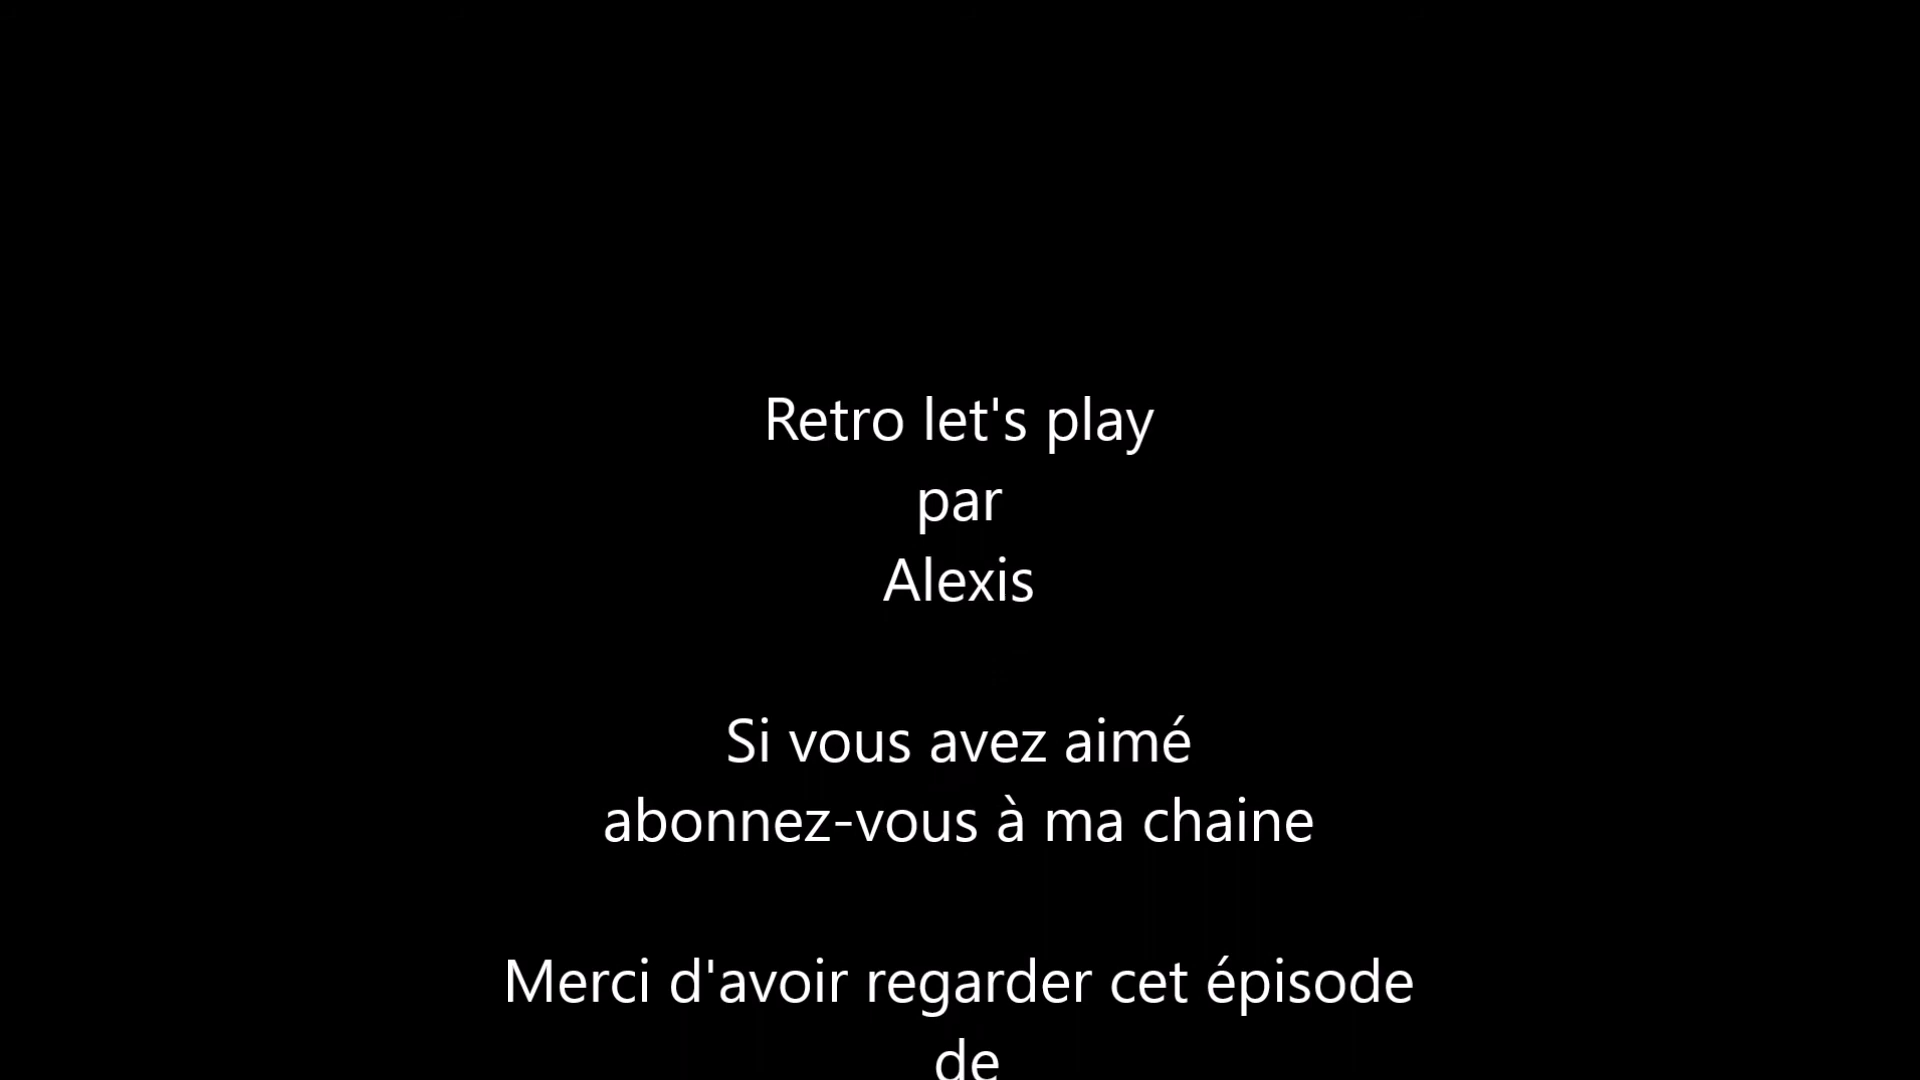 Retro let's play
par
Alexis
Si vous avez aimé
abonnez-vous à ma chaine
Merci d'avoir regarder cet épisode
de